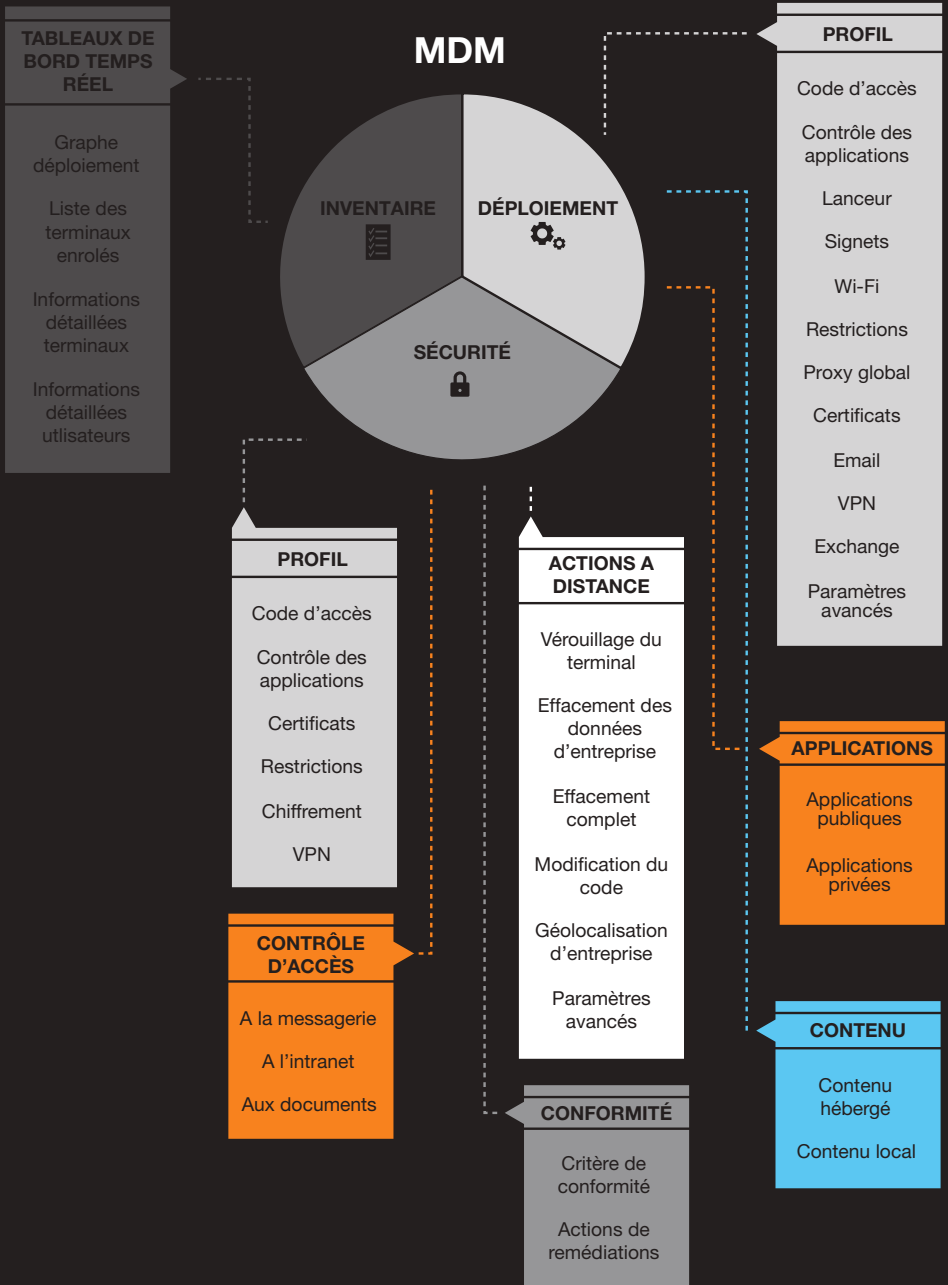 MDM
TABLEAUX DE
BORD TEMPS
RÉEL
Graphe
déploiement
Liste des
terminaux
enrolés
Informations
détaillées
terminaux
Informations
détaillées
utlisateurs
INVENTAIRE
DÉPLOIEMENT
SÉCURITÉ
PROFIL
Code d'accès
Contrôle des
applications
Lanceur
Signets
Wi-Fi
Restrictions
Proxy global
Certificats
Email
VPN
Exchange
Paramètres
avancés
PROFIL
Code d'accès
Contrôle des
applications
Certificats
Restrictions
Chiffrement
VPN
ACTIONS A
DISTANCE
Vérouillage du
terminal
Effacement des
données
d'entreprise
Effacement
complet
Modification du
code
Géolocalisation
d'entreprise
Paramètres
avancés
APPLICATIONS
Applications
publiques
Applications
privées
CONTRÔLE
D'ACCÈS
A la messagerie
A l'intranet
Aux documents
CONTENU
Contenu
hébergé
Contenu local
CONFORMITÉ
Critère de
conformité
Actions de
remédiations